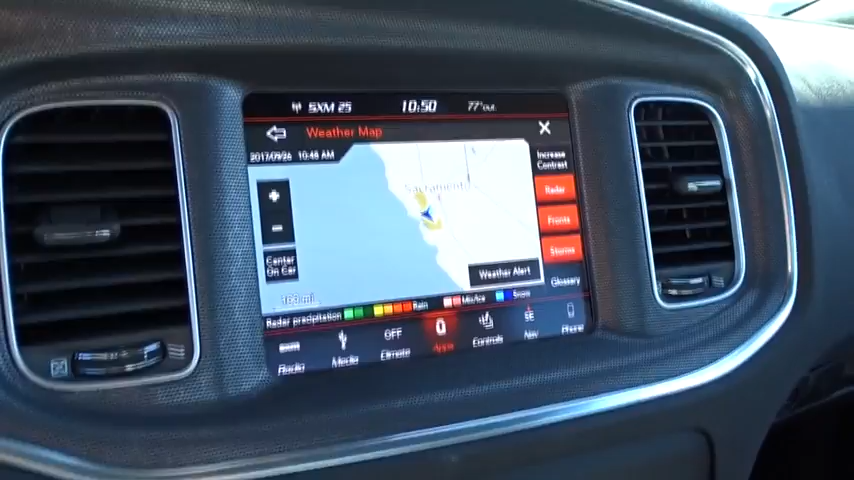 SXM 25 10:50 77° out
Weather Map
2017/09/26 10:48 AM
Increase Contrast
Radar
Fronts
Storms
Glossary
Sacramento
+
-
Center On Car
Weather Alert
Radar precipitation Rain Mix/Ice Snow
OFF SE
Radio Media Climate Apps Controls Nav Phone